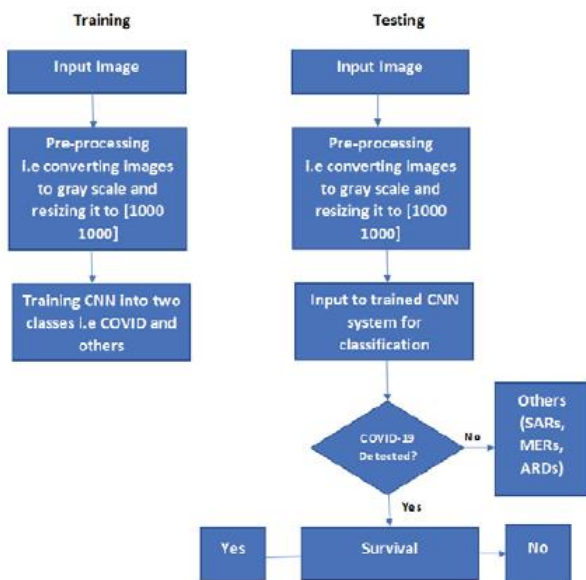 Training
Input Image
Pre-processing
i.e converting images
to gray scale and
resizing it to [1000
1000]
Training CNN into two
classes i.e COVID and
others
Testing
Input Image
Pre-processing
i.e converting images
to gray scale and
resizing it to [1000
1000]
Input to trained CNN
system for
classification
COVID-19
Detected?
No
Others
(SARs,
MERs,
ARDs)
Yes
Yes
Survival
No